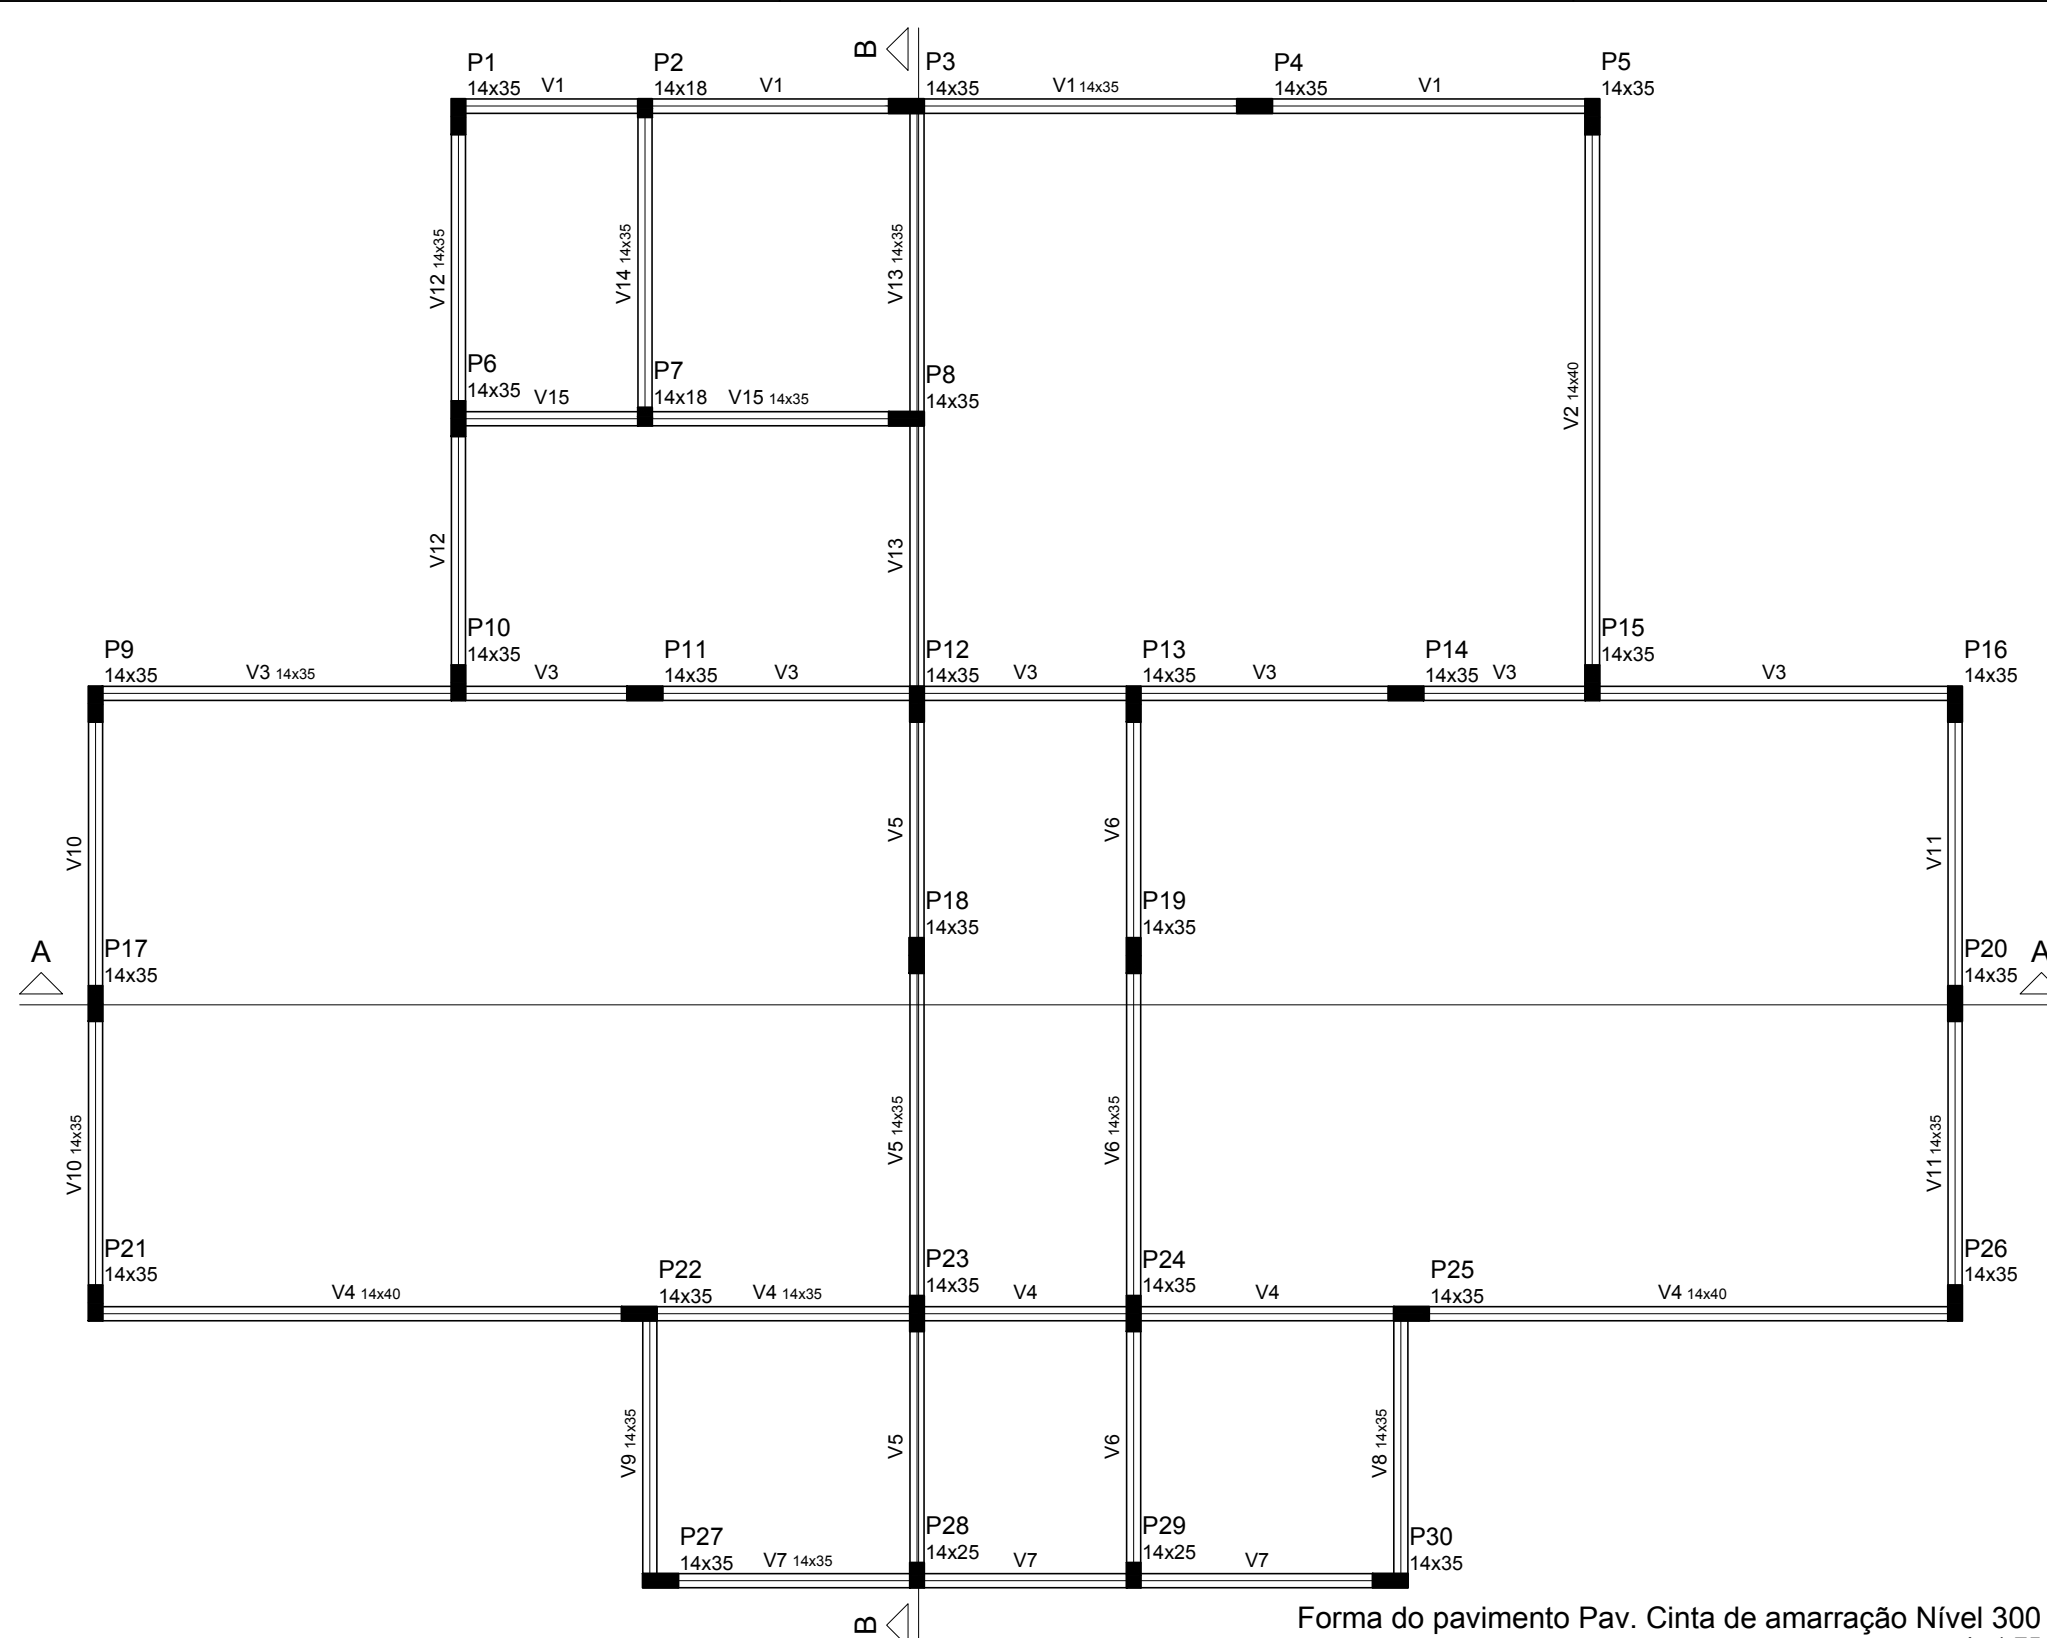 B
P1
14x35
V1
P2
14x18
V1
P3
14x35
V1 14x35
P4
14x35
V1
P5
14x35
V12 14x35
V14 14x35
V13 14x35
V2 14x40
P6
14x35
V15
P7
14x18
V15 14x35
P8
14x35
V12
V13
P9
14x35
V3 14x35
P10
14x35
V3
P11
14x35
V3
P12
14x35
V3
P13
14x35
V3
P14
14x35
V3
P15
14x35
V3
P16
14x35
V10
V5
V6
V11
P18
14x35
P19
14x35
A
P17
14x35
P20
14x35
A
V10 14x35
V5 14x35
V6 14x35
V11 14x35
P21
14x35
V4 14x40
P22
14x35
V4 14x35
P23
14x35
V4
P24
14x35
V4
P25
14x35
V4 14x40
P26
14x35
V9 14x35
V5
V6
V8 14x35
P27
14x35
V7 14x35
P28
14x25
V7
P29
14x25
V7
P30
14x35
B
Forma do pavimento Pav. Cinta de amarração Nível 300